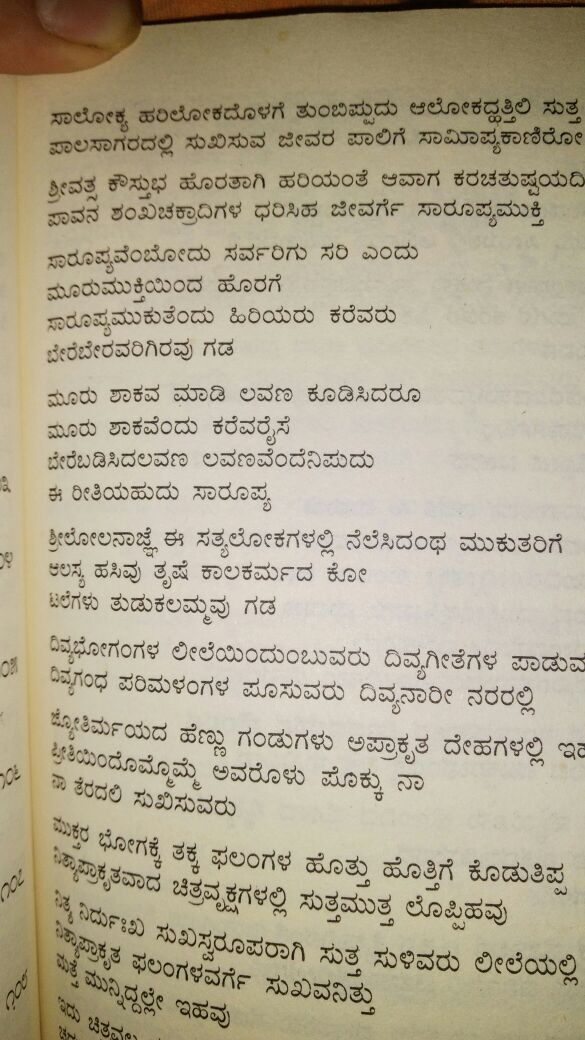 ಸಾಲೋಕ್ಯ ಹರಿಲೋಕದೊಳಗೆ ತುಂಬಿಪ್ಪುದು ಆಲೋಕದ್ಹತ್ತಿಲಿ ಸುತ್ತ
ಪಾಲಸಾಗರದಲ್ಲಿ ಸುಖಿಸುವ ಜೀವರ ಪಾಲಿಗೆ ಸಾಮೀಪ್ಯಕಾಣಿರೋ
ಶ್ರೀವತ್ಸ ಕೌಸ್ತುಭ ಹೊರತಾಗಿ ಹರಿಯಂತೆ ಆವಾಗ ಕರಚತುಷ್ಟಯದಿ
ಪಾವನ ಶಂಖಚಕ್ರಾದಿಗಳ ಧರಿಸಿಹ ಜೀವರ್ಗೆ ಸಾರೂಪ್ಯಮುಕ್ತಿ
ಸಾರೂಪ್ಯವೆಂಬೋದು ಸರ್ವರಿಗು ಸರಿ ಎಂದು
ಮೂರುಮುಕ್ತಿಯಿಂದ ಹೊರಗೆ
ಸಾರೂಪ್ಯಮುಕುತೆಂದು ಹಿರಿಯರು ಕರೆವರು
ಬೇರೆಬೇರವರಿಗಿರವು ಗಡ
ಮೂರು ಶಾಕವ ಮಾಡಿ ಲವಣ ಕೂಡಿಸಿದರೂ
ಮೂರು ಶಾಕವೆಂದು ಕರೆವರೈಸೆ
ಬೇರೆಬಡಿಸಿದಲವಣ ಲವಣವೆಂದೆನಿಪುದು
ಈ ರೀತಿಯಹುದು ಸಾರೂಪ್ಯ
ಶ್ರೀಲೋಲನಾಜ್ಞೆ ಈ ಸತ್ಯಲೋಕಗಳಲ್ಲಿ ನೆಲೆಸಿದಂಥ ಮುಕುತರಿಗೆ
ಆಲಸ್ಯ ಹಸಿವು ತೃಷೆ ಕಾಲಕರ್ಮದ ಕೋ
ಟಲೆಗಳು ತುಡುಕಲಮ್ಮವು ಗಡ
ದಿವ್ಯಭೋಗಂಗಳ ಲೀಲೆಯಿಂದುಂಬುವರು ದಿವ್ಯಗೀತೆಗಳ ಪಾಡುವ
ದಿವ್ಯಗಂಧ ಪರಿಮಳಂಗಳ ಪೂಸುವರು ದಿವ್ಯನಾರೀ ನರರಲ್ಲಿ
ಜ್ಯೋತಿರ್ಮಯದ ಹೆಣ್ಣು ಗಂಡುಗಳು ಅಪ್ರಾಕೃತ ದೇಹಗಳಲ್ಲಿ
ಪ್ರೀತಿಯಿಂದೊಮ್ಮೊಮ್ಮೆ ಅವರೊಳು ಪೊಕ್ಕು ನಾ
ನಾ ತೆರದಲಿ ಸುಖಿಸುವರು
ಮುಕ್ತರ ಭೋಗಕ್ಕೆ ತಕ್ಕ ಫಲಂಗಳ ಹೊತ್ತು ಹೊತ್ತಿಗೆ ಕೊಡುತಿಪ್ಪ
ನಿತ್ಯಾಪ್ರಾಕೃತವಾದ ಚಿತ್ರವೃಕ್ಷಗಳಲ್ಲಿ ಸುತ್ತಮುತ್ತ ಲೊಪ್ಪಿಹವು
ನಿತ್ಯ ನಿರ್ದುಃಖ ಸುಖಸ್ವರೂಪರಾಗಿ ಸುತ್ತ ಸುಳಿವರು ಲೀಲೆಯಲ್ಲಿ
ನಿತ್ಯಾಪ್ರಾಕೃತ ಫಲಂಗಳವರ್ಗೆ ಸುಖವನಿತ್ತು
ಮತ್ತೆ ಮುನ್ನಿದ್ದಲ್ಲೇ ಇಹವು
ಇದು